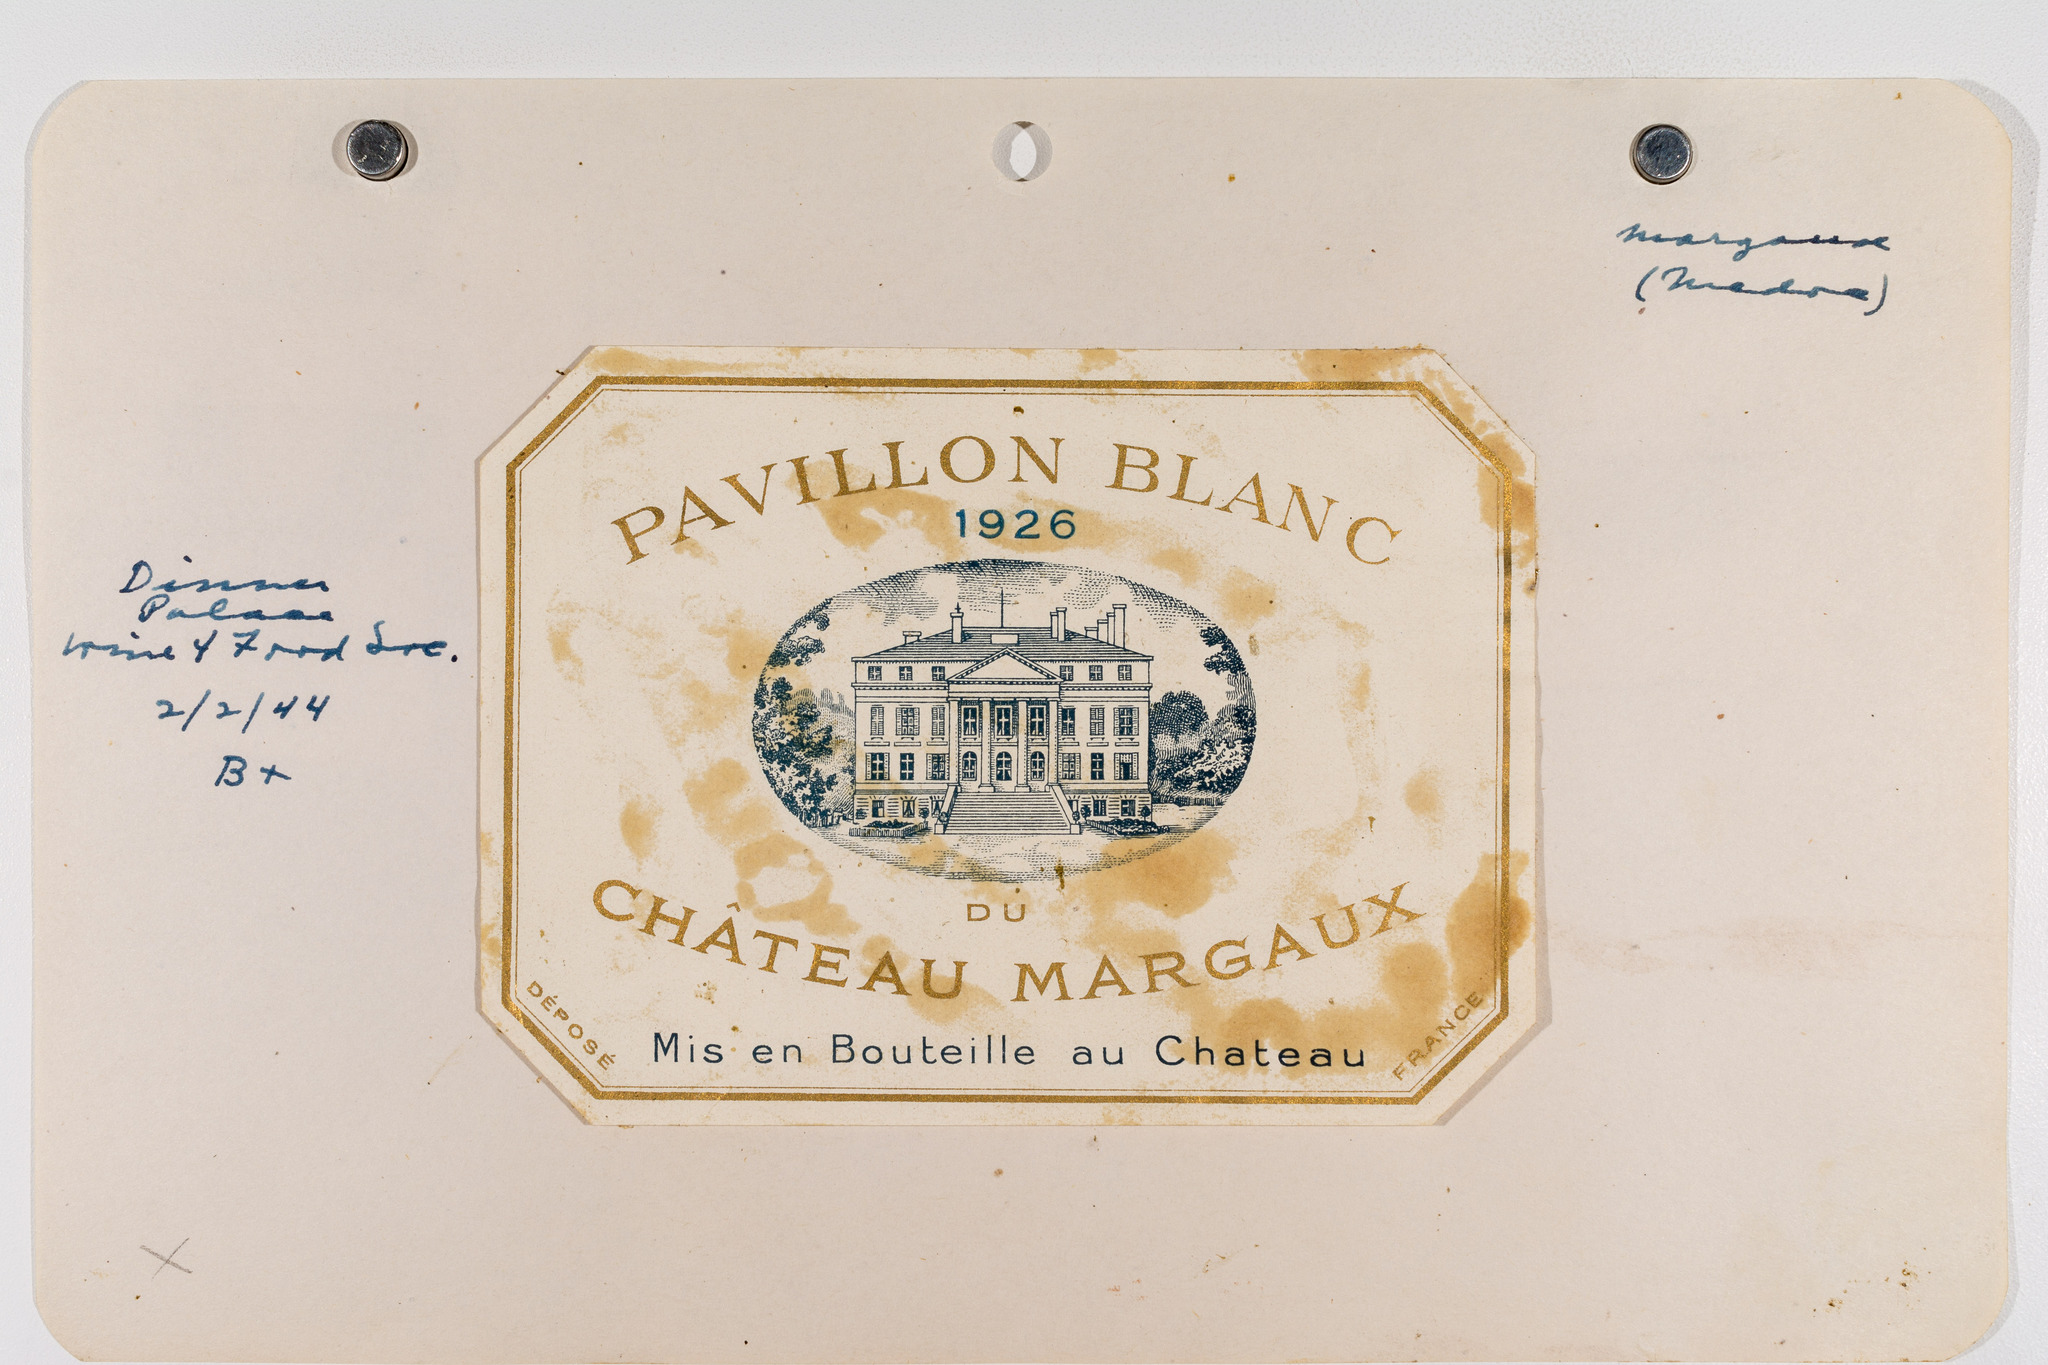 Margaux
(Medoc)
PAVILLON BLANC
1926
Dinner
Palace
Wine & Food Soc.
2/2/44
B+
DU
CHÂTEAU MARGAUX
DÉPOSÉ
FRANCE
Mis en Bouteille au Chateau
X